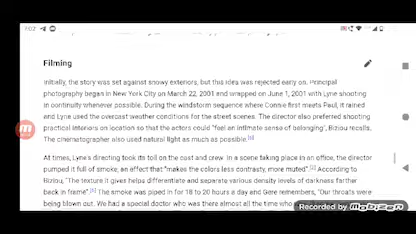 7:02
Filming
Initially, the story was set against snowy exteriors, but this idea was rejected early on. Principal
photography began in New York City on March 22, 2001 and wrapped on June 1, 2001 with Lyne shooting
in continuity whenever possible. During the windstorm sequence where Connie first meets Paul, it rained
and Lyne used the overcast weather conditions for the street scenes. The director also preferred shooting
practical interiors on location so that the actors could "feel an intimate sense of belonging", Biziou recalls.
The cinematographer also used natural light as much as possible.
At times, Lyne's directing took its toll on the cast and crew. In a scene taking place in an office, the director
pumped it full of smoke, an effect that "makes the colors less contrasty, more muted". According to
Biziou, "The texture it gives helps differentiate and separate various density levels of darkness farther
back in frame". The smoke was piped in for 18 to 20 hours a day and Gere remembers, "Our throats were
being blown out. We had a special doctor who was there almost all the time who
Recorded by Mobizen